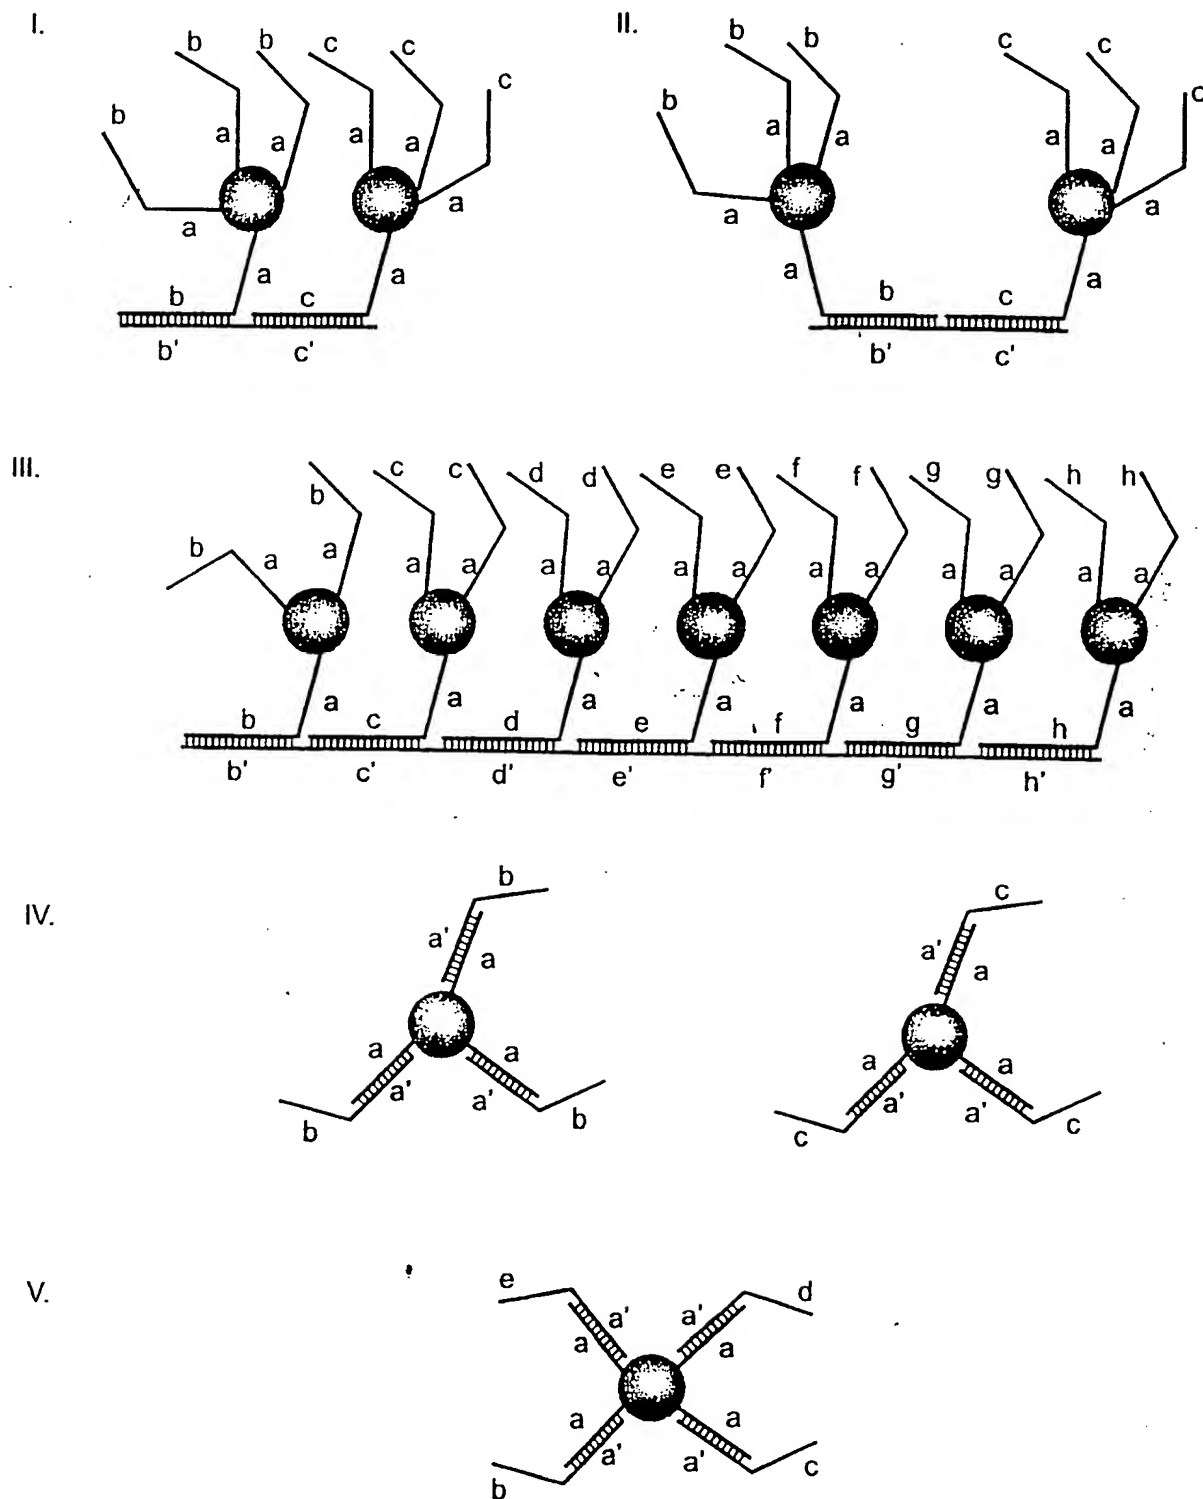 I. II.
b b c c c b
a a a a a a
b c
a a
b' c'
b b c c c b
a a a a a a
a a
b c
b' c'
III.
b b c c d d e e f f g g h h
a a a a a a a a a a a a a a
a a a a a a a
b c d e f g h
b' c' d' e' f' g' h'
IV.
b c
a' a a' a
a a a a
a' a' a' a'
b b c c
V.
e d
a' a'
a a
a a
a' a'
b c